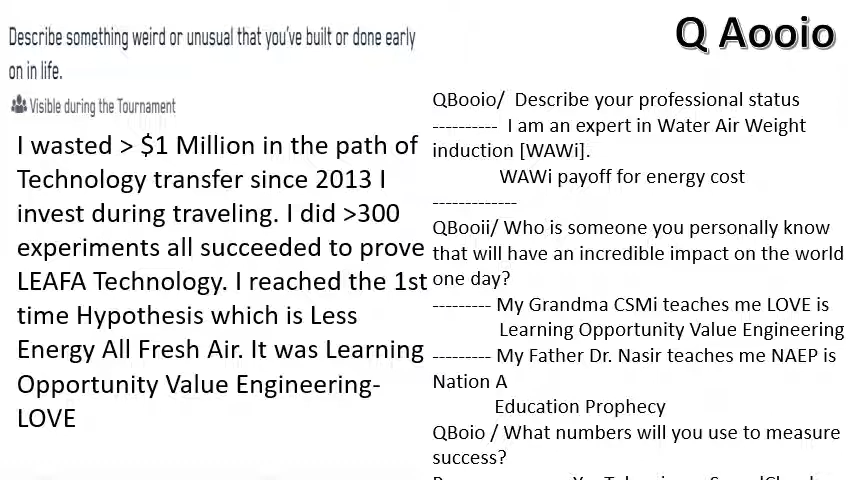 Describe something weird or unusual that you've built or done early
on in life.
Visible during the Tournament
I wasted > $1 Million in the path of
Technology transfer since 2013 I
invest during traveling. I did >300
experiments all succeeded to prove
LEAFA Technology. I reached the 1st
time Hypothesis which is Less
Energy All Fresh Air. It was Learning
Opportunity Value Engineering-
LOVE
Q Aooio
QBooio/ Describe your professional status
---------- I am an expert in Water Air Weight
induction [WAWi].
WAWi payoff for energy cost
-------------
QBooii/ Who is someone you personally know
that will have an incredible impact on the world
one day?
--------- My Grandma CSMi teaches me LOVE is
Learning Opportunity Value Engineering
--------- My Father Dr. Nasir teaches me NAEP is
Nation A
Education Prophecy
QBoio / What numbers will you use to measure
success?